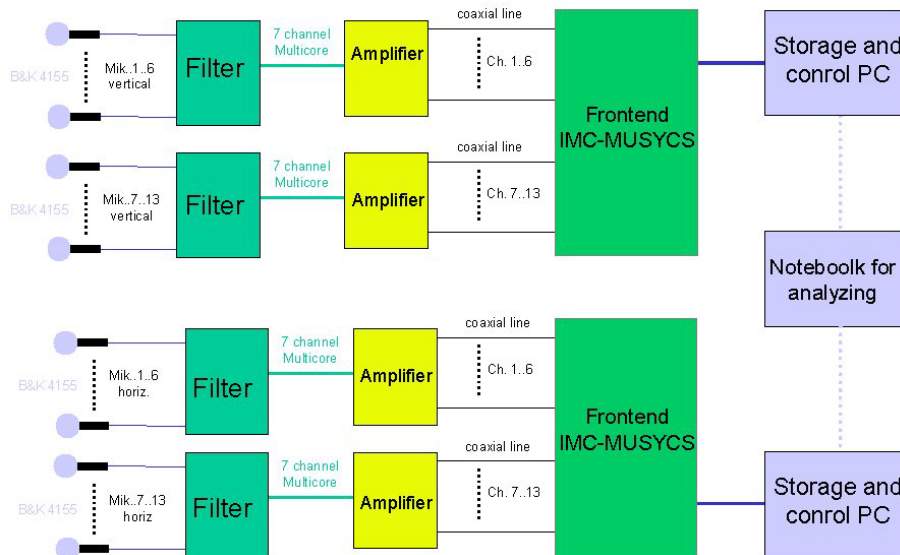 coaxial line
7 channel
Multicore
Storage and
conrol PC
B&K 4155
Mik..1..6
vertical
Filter
Amplifier
Ch. 1..6
Frontend
IMC-MUSYCS
coaxial line
7 channel
Multicore
B&K 4155
Mik..7..13
vertical
Filter
Amplifier
Ch. 7..13
Noteboolk for
analyzing
coaxial line
7 channel
Multicore
B&K 4155
Mik..1..6
horiz.
Filter
Amplifier
Ch. 1..6
Frontend
IMC-MUSYCS
coaxial line
7 channel
Multicore
B&K 4155
Mik..7..13
horiz
Filter
Amplifier
Ch. 7..13
Storage and
conrol PC